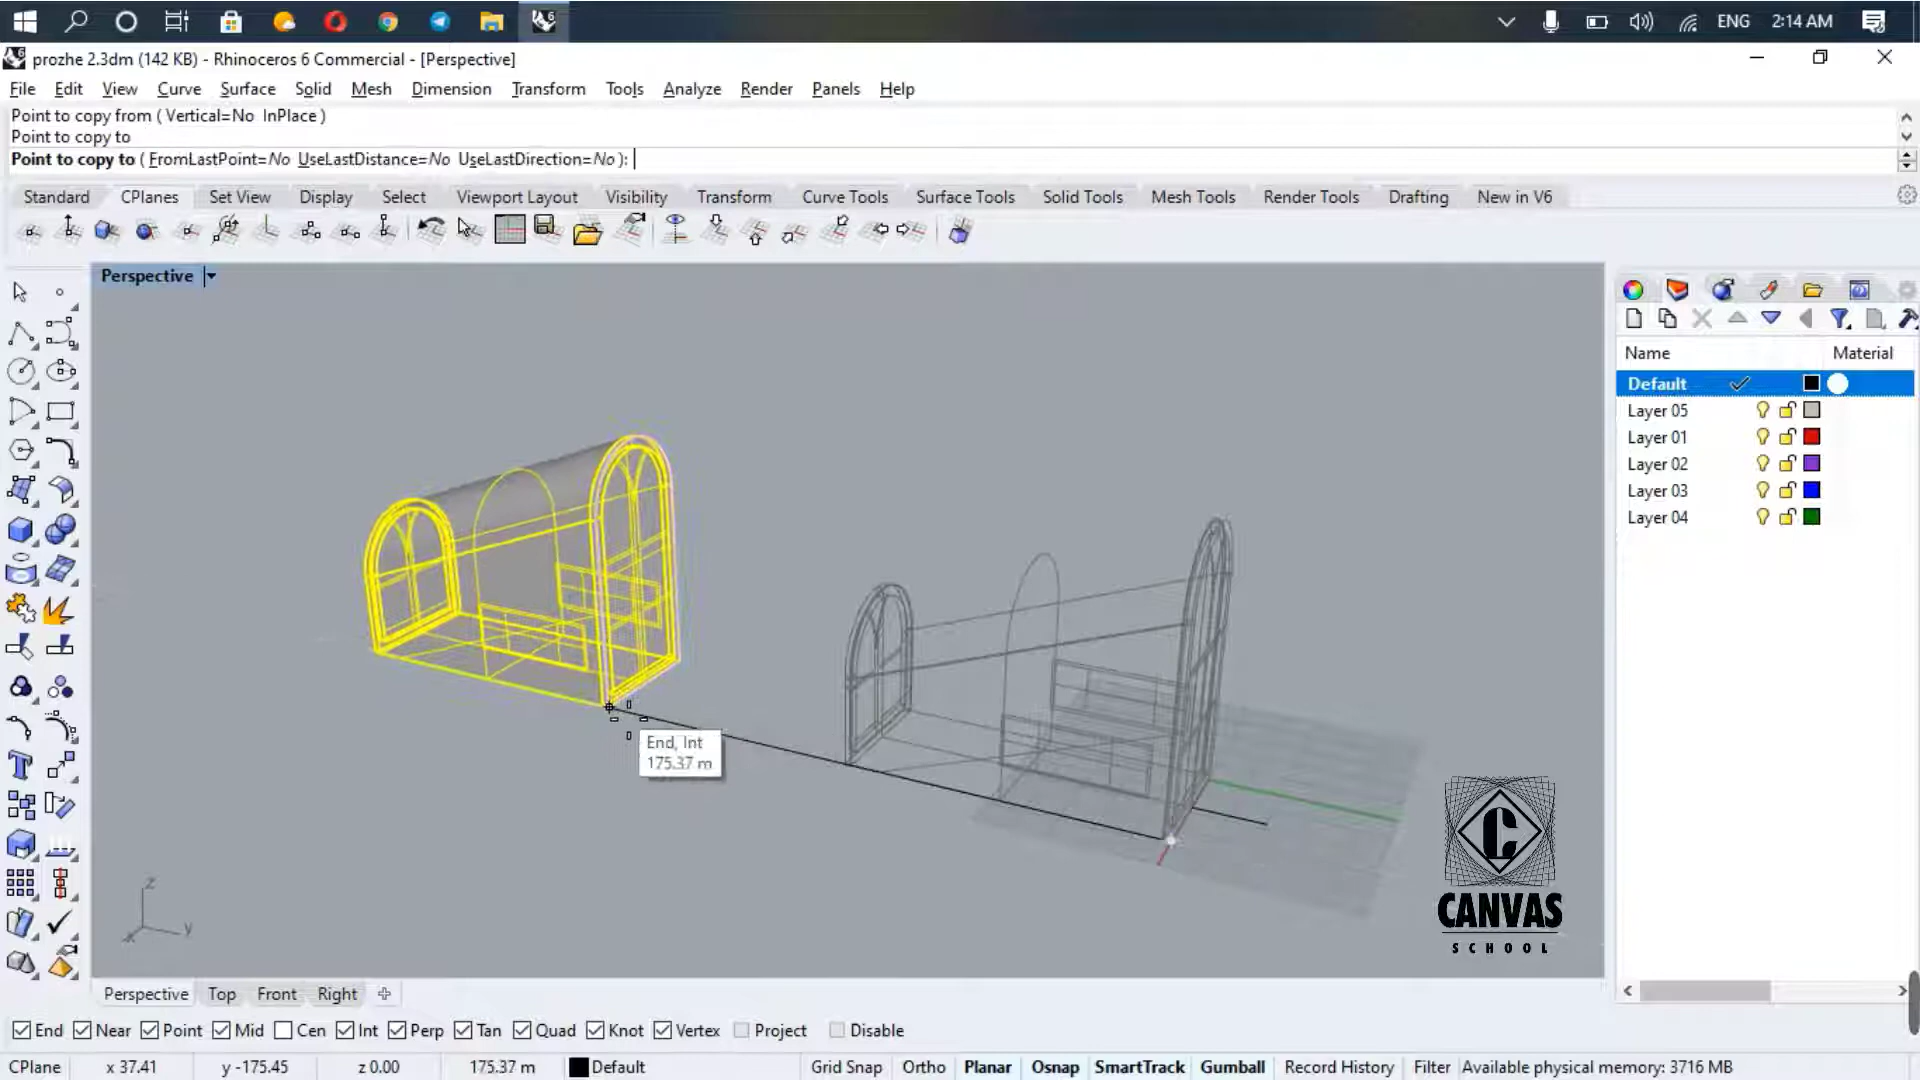 ENG 2:14 AM
prozhe 2.3dm (142 KB) - Rhinoceros 6 Commercial - [Perspective]
File Edit View Curve Surface Solid Mesh Dimension Transform Tools Analyze Render Panels Help
Point to copy from ( Vertical=No InPlace )
Point to copy to
Point to copy to ( FromLastPoint=No UseLastDistance=No UseLastDirection=No ):
Standard CPlanes Set View Display Select Viewport Layout Visibility Transform Curve Tools Surface Tools Solid Tools Mesh Tools Render Tools Drafting New in V6
Perspective
Name Material
Default
Layer 05
Layer 01
Layer 02
Layer 03
Layer 04
End, Int
175.37 m
z
x y
CANVAS
SCHOOL
Perspective Top Front Right
End Near Point Mid Cen Int Perp Tan Quad Knot Vertex Project Disable
CPlane x 37.41 y -175.45 z 0.00 175.37 m Default Grid Snap Ortho Planar Osnap SmartTrack Gumball Record History Filter Available physical memory: 3716 MB